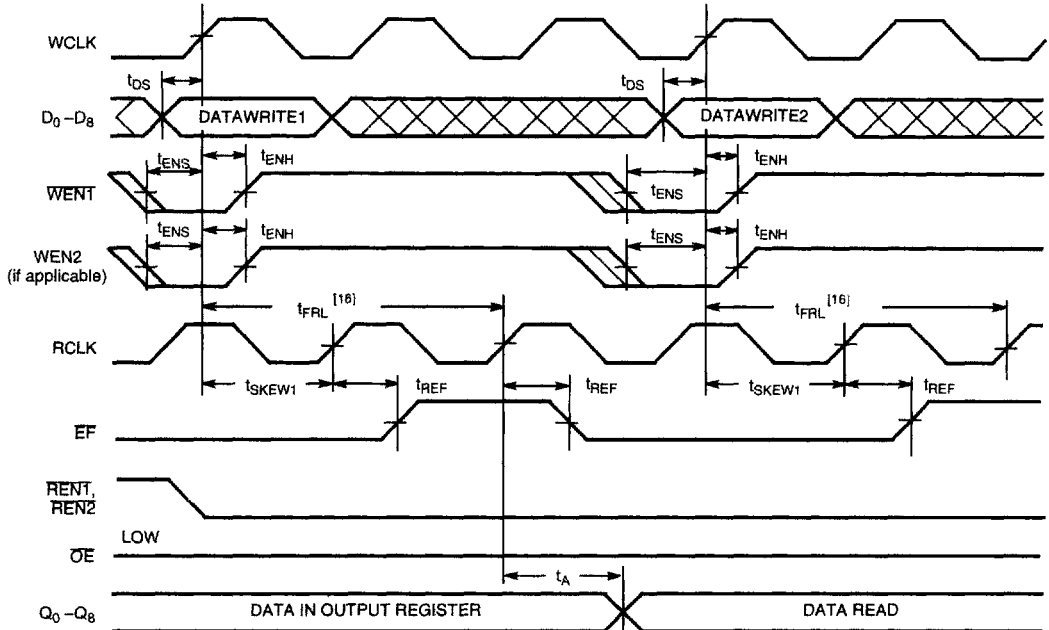 WCLK
tDS tDS
D0 –D8 DATAWRITE1 DATAWRITE2
tENS tENH tENS tENH
WEN1
tENS tENH tENS tENH
WEN2
(if applicable)
tFRL [16] tFRL [16]
RCLK
tSKEW1 tREF tREF tSKEW1 tREF
EF
REN1,
REN2
LOW
OE
tA
Q0 –Q8 DATA IN OUTPUT REGISTER DATA READ